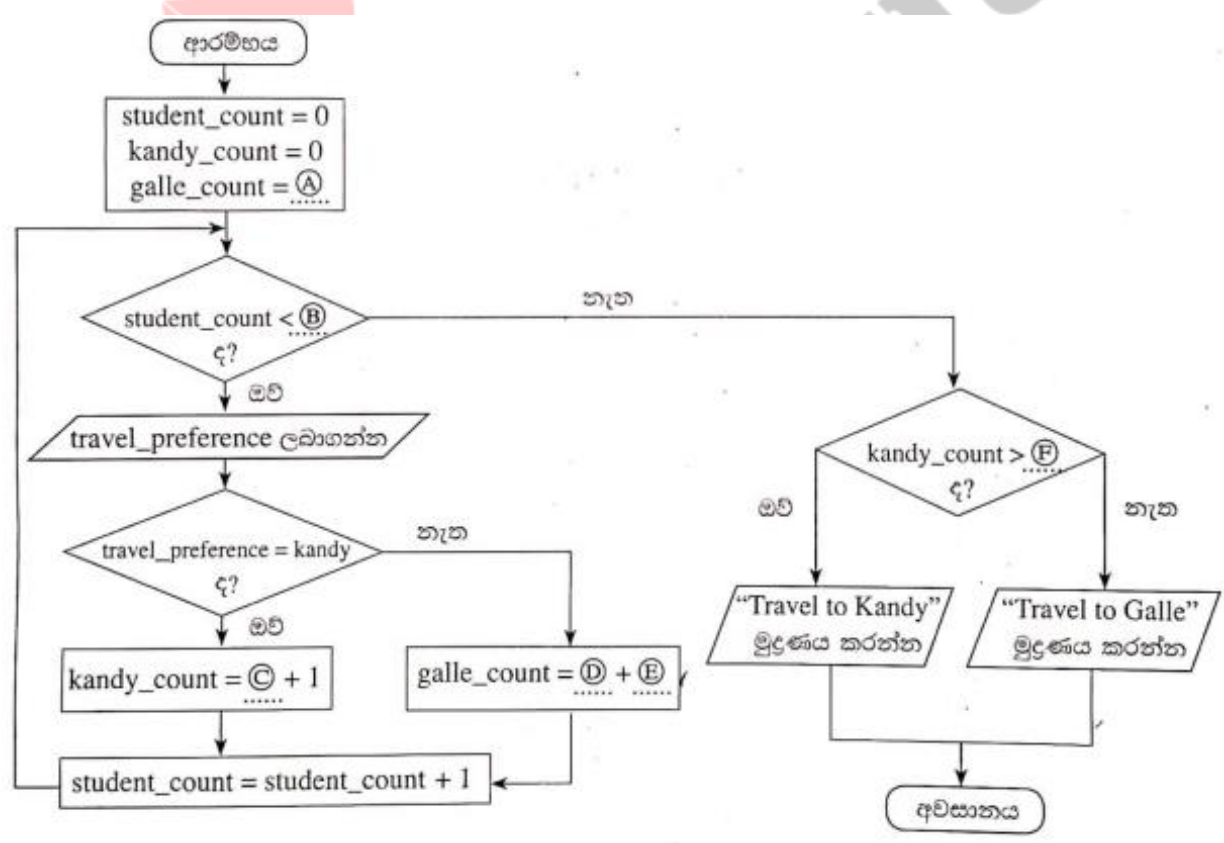 ආරම්භය
student_count = 0
kandy_count = 0
galle_count = Ⓐ
student_count < Ⓑ
ද?
නැත
ඔව්
travel_preference ලබාගන්න
travel_preference = kandy
ද?
නැත
ඔව්
kandy_count = Ⓒ + 1
galle_count = Ⓓ + Ⓔ
student_count = student_count + 1
kandy_count > Ⓕ
ද?
ඔව්
නැත
“Travel to Kandy”
මුද්‍රණය කරන්න
“Travel to Galle”
මුද්‍රණය කරන්න
අවසානය